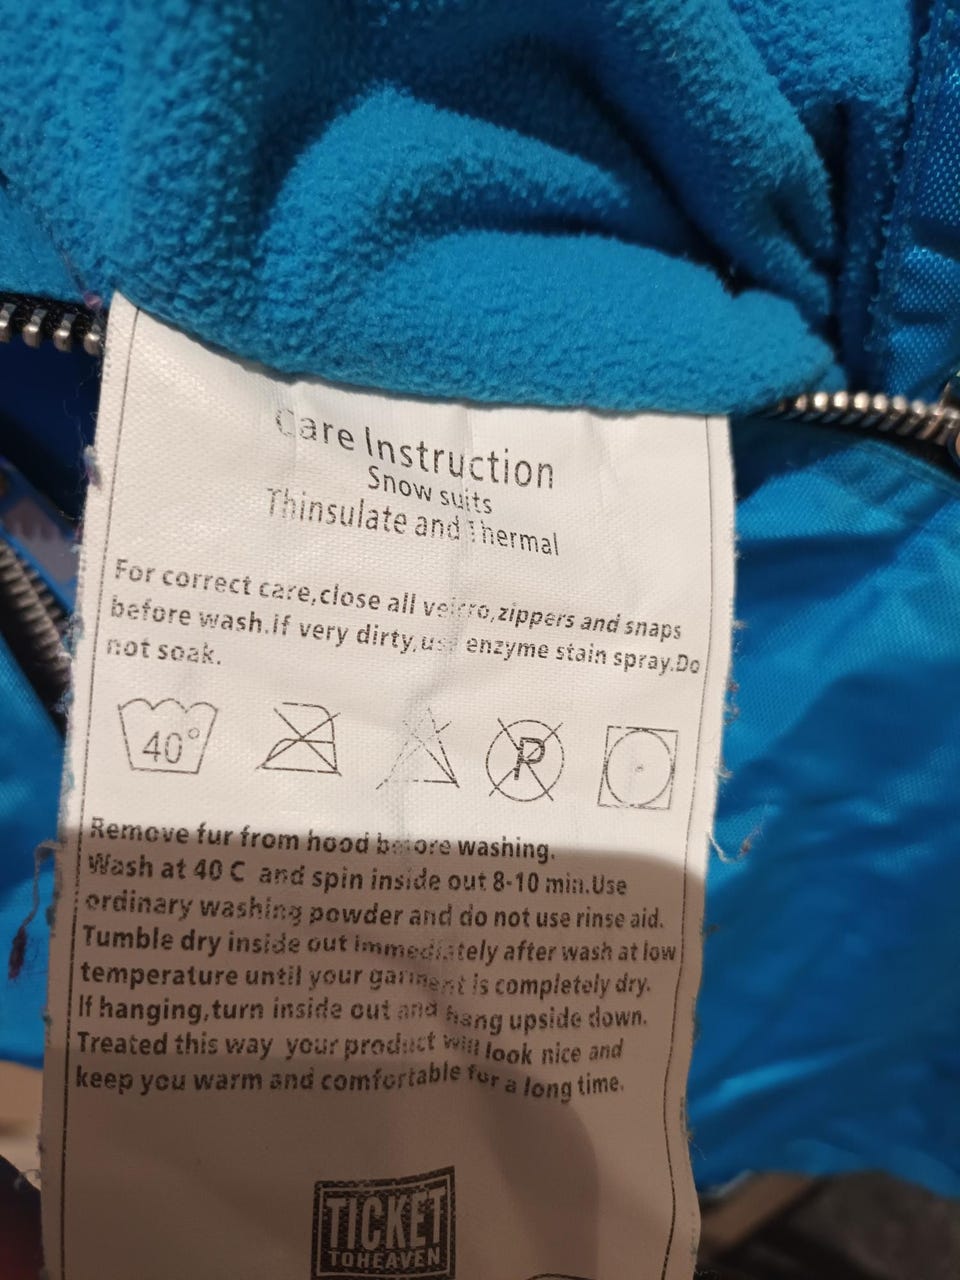 Care Instruction
Snow suits
Thinsulate and Thermal
For correct care,close all velcro,zippers and snaps
before wash.If very dirty,use enzyme stain spray.Do
not soak.
40° P
Remove fur from hood before washing.
Wash at 40 C and spin inside out 8-10 min.Use
ordinary washing powder and do not use rinse aid.
Tumble dry inside out immediately after wash at low
temperature until your garment is completely dry.
If hanging,turn inside out and hang upside down.
Treated this way your product will look nice and
keep you warm and comfortable for a long time.
TICKET
TOHEAVEN